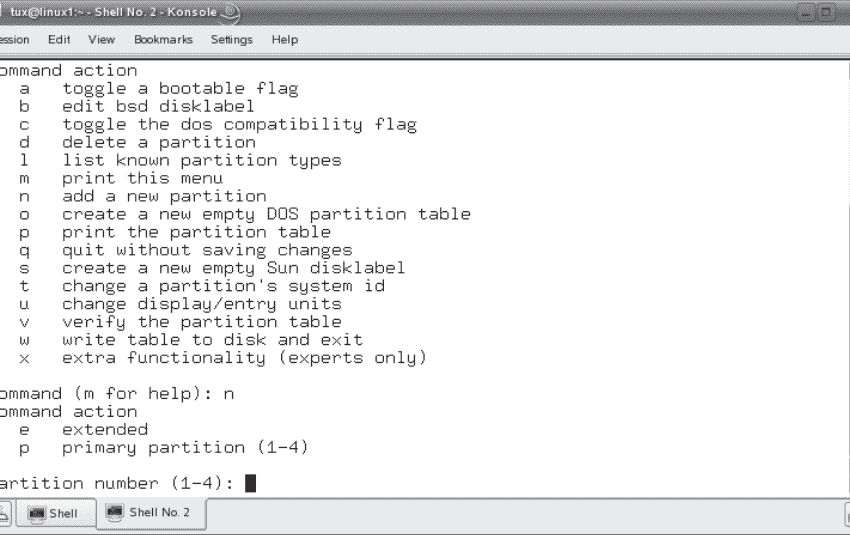 tux@linux1:~ - Shell No. 2 - Konsole
ession Edit View Bookmarks Settings Help
ommand action
a toggle a bootable flag
b edit bsd disklabel
c toggle the dos compatibility flag
d delete a partition
l list known partition types
m print this menu
n add a new partition
o create a new empty DOS partition table
p print the partition table
q quit without saving changes
s create a new empty Sun disklabel
t change a partition's system id
u change display/entry units
v verify the partition table
w write table to disk and exit
x extra functionality (experts only)
ommand (m for help): n
ommand action
e extended
p primary partition (1-4)
artition number (1-4):
Shell Shell No. 2